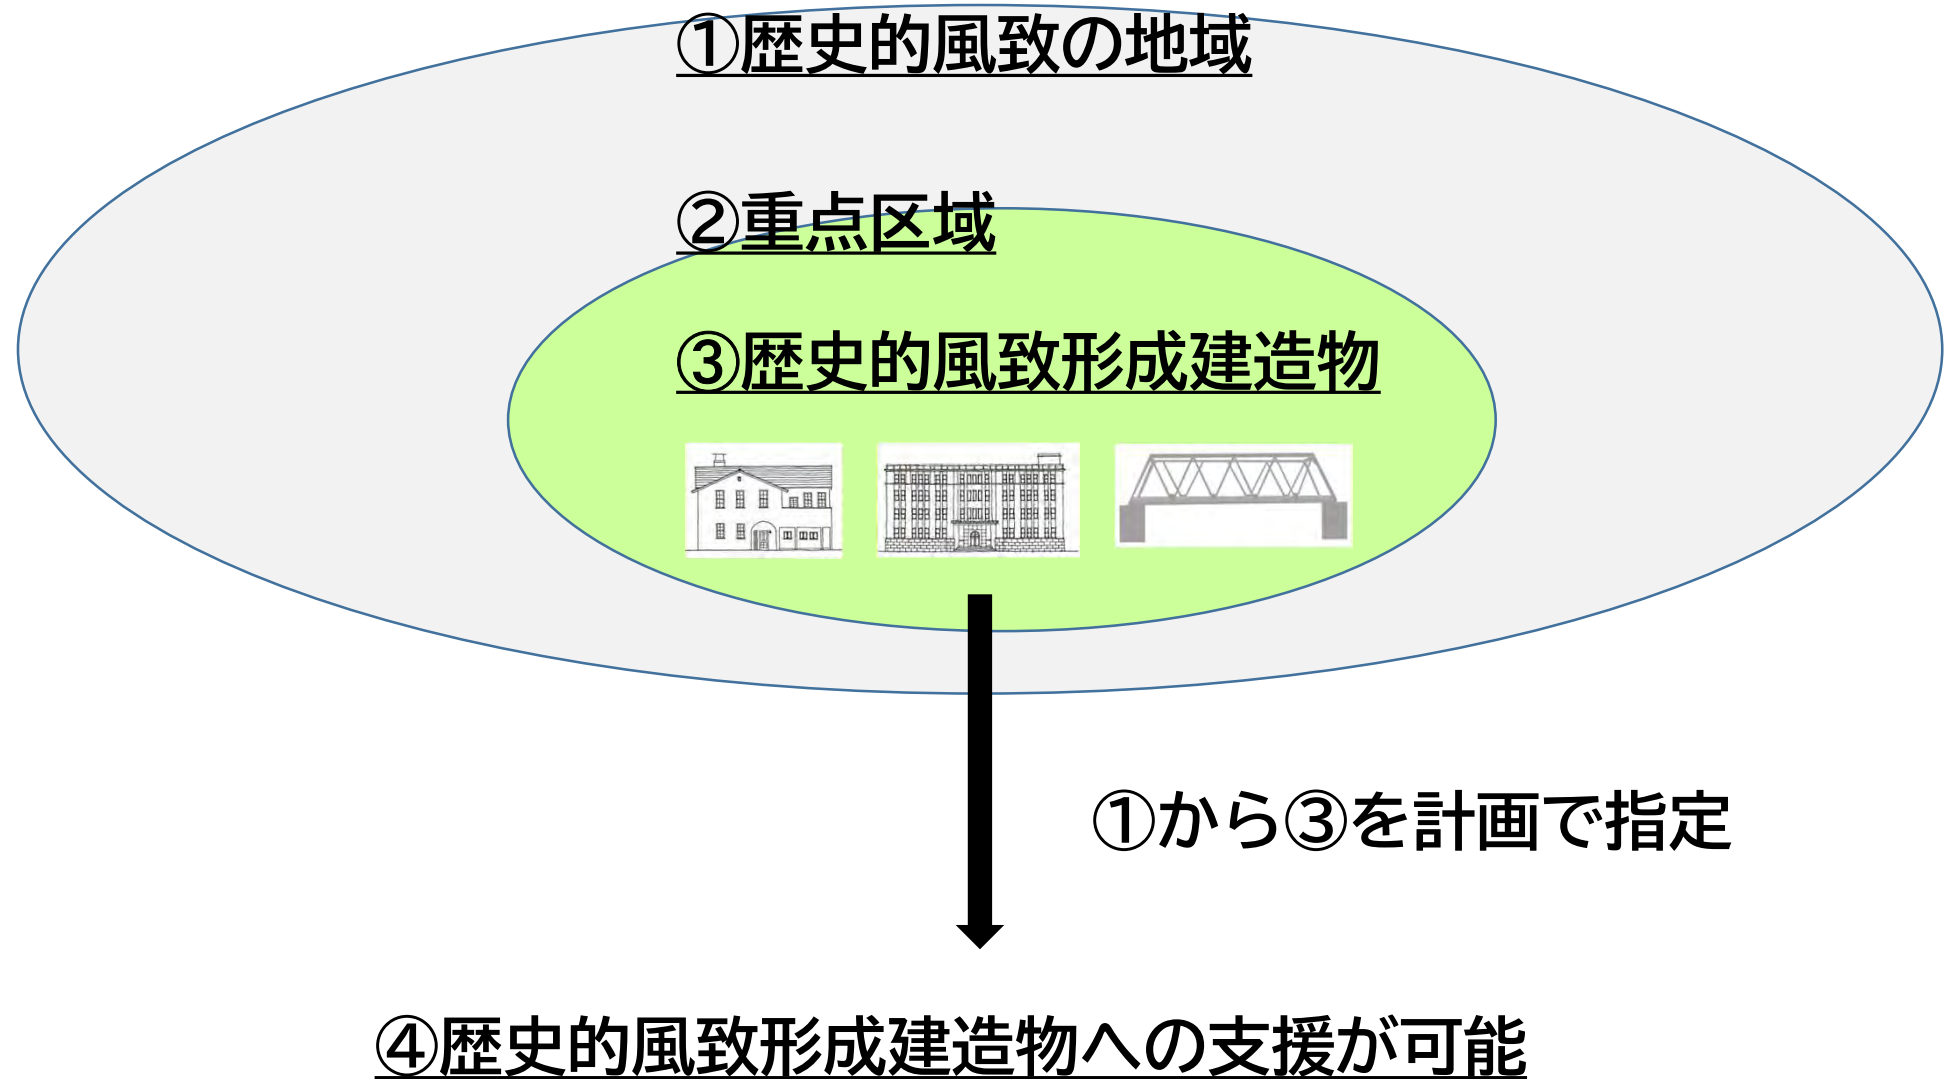 ①歴史的風致の地域
②重点区域
③歴史的風致形成建造物
①から③を計画で指定
④歴史的風致形成建造物への支援が可能